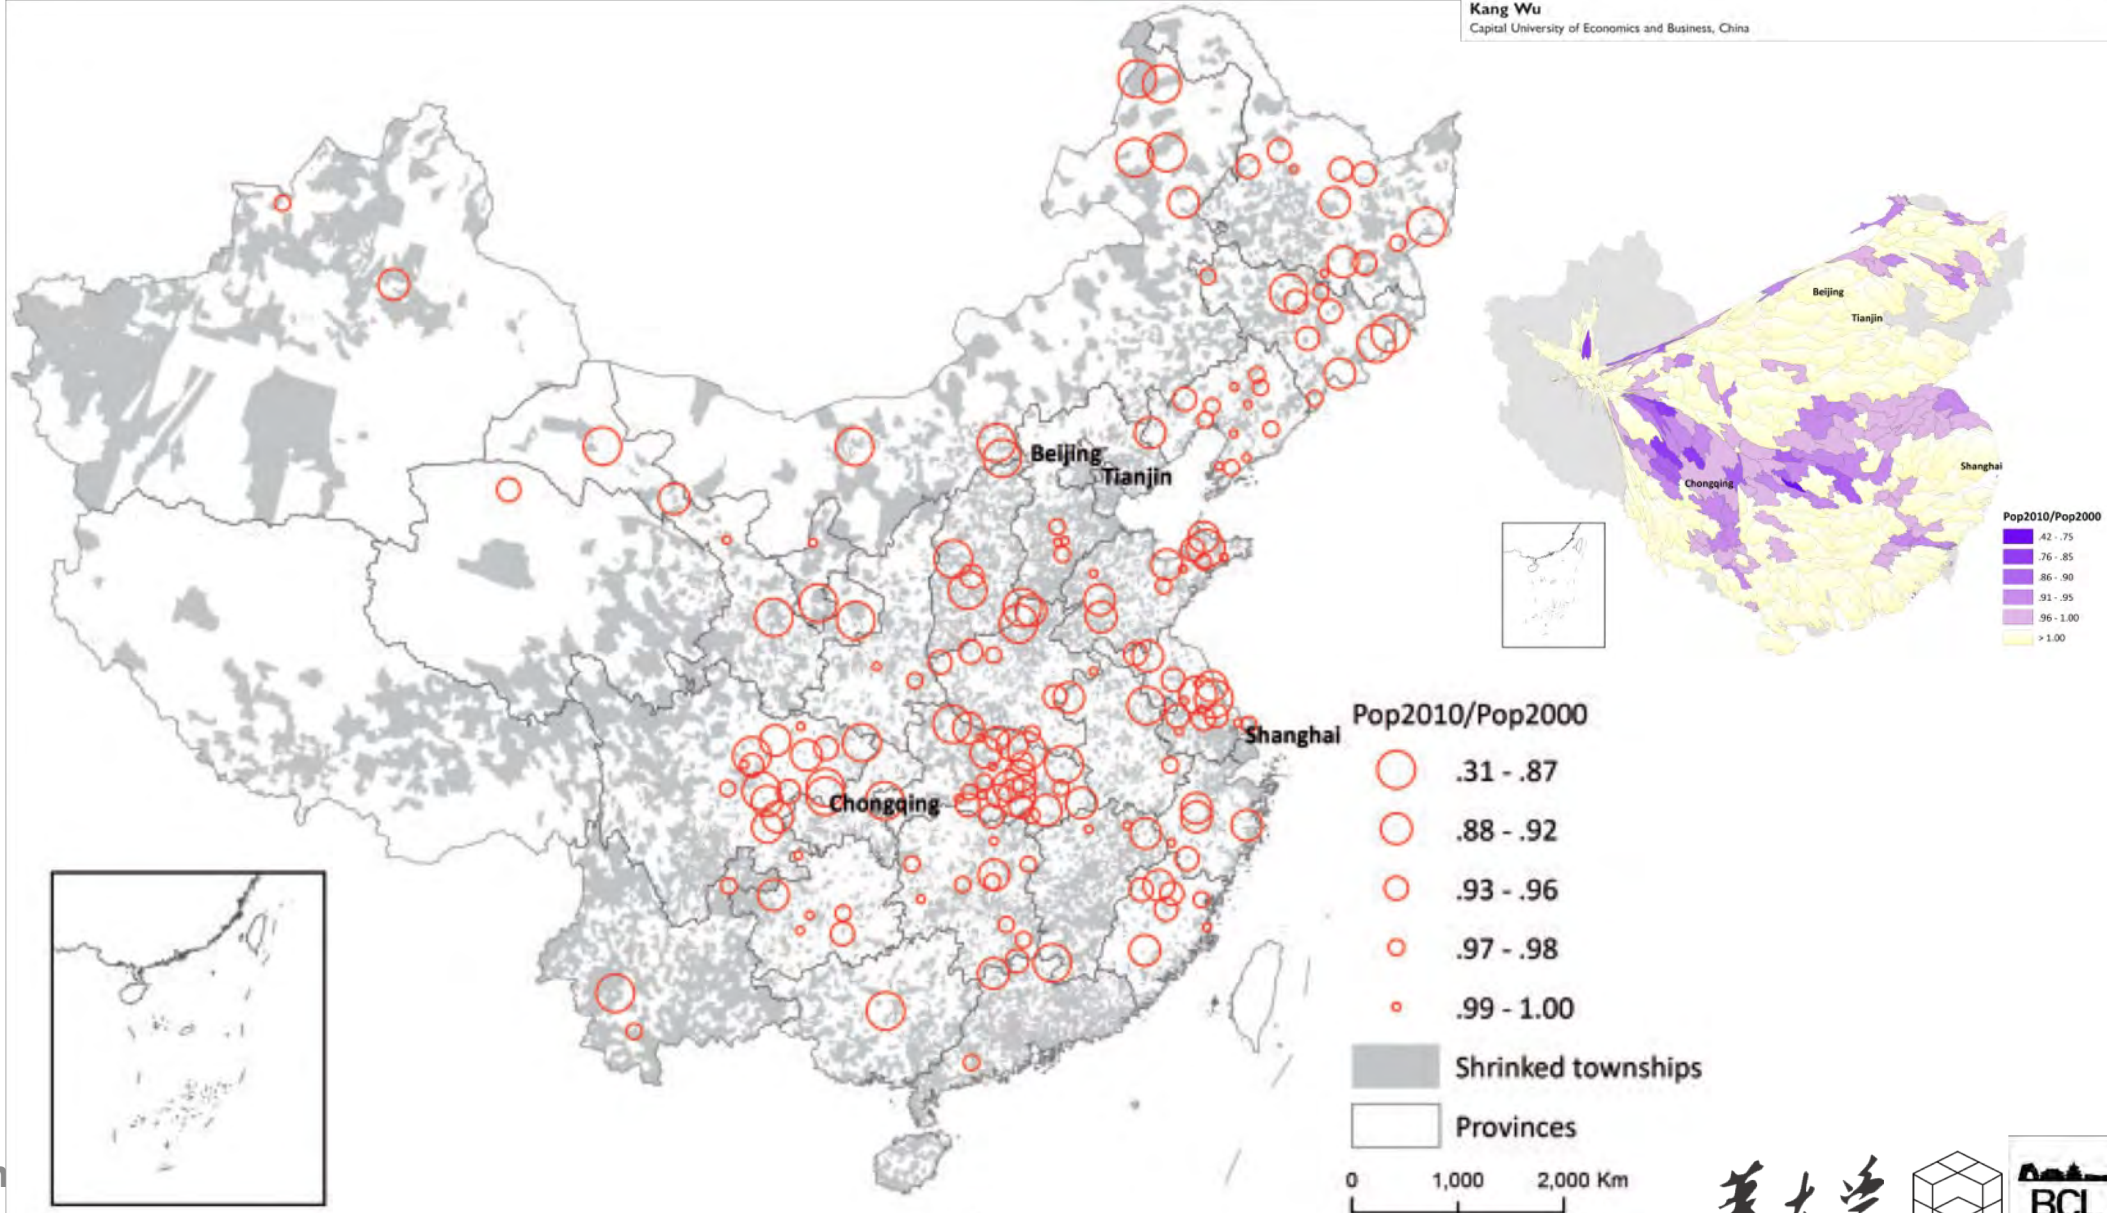 Kang Wu
Capital University of Economics and Business, China
Beijing
Tianjin
Shanghai
Chongqing
Pop2010/Pop2000
.42 - .75
.76 - .85
.86 - .90
.91 - .95
.96 - 1.00
> 1.00
Beijing
Tianjin
Shanghai
Chongqing
Pop2010/Pop2000
.31 - .87
.88 - .92
.93 - .96
.97 - .98
.99 - 1.00
Shrinked townships
Provinces
0 1,000 2,000 Km
大学
BCL